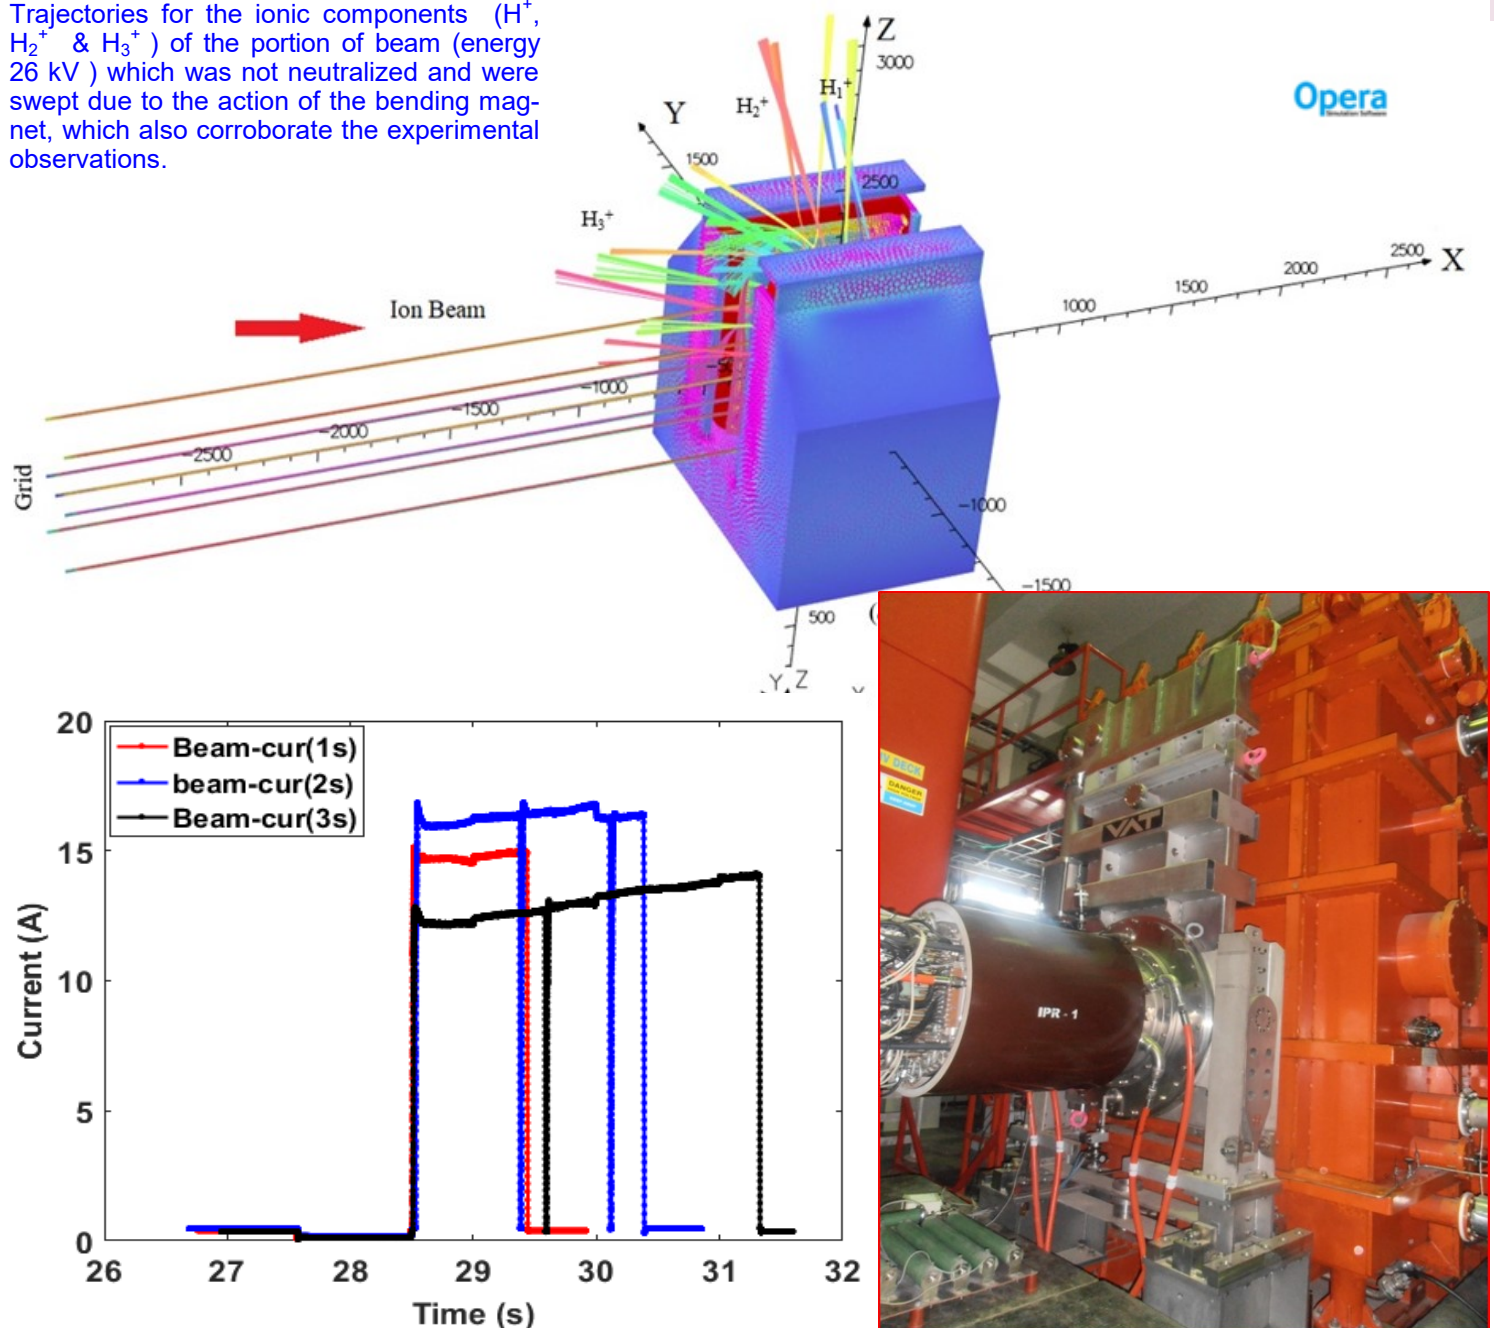 Trajectories for the ionic components (H⁺,
H₂⁺ & H₃⁺ ) of the portion of beam (energy
26 kV ) which was not neutralized and were
swept due to the action of the bending mag-
net, which also corroborate the experimental
observations.
Z
3000
H₂⁺
H₁⁺
Y
1500
2500
Opera
Simulation Software
H₃⁺
Ion Beam
2500
X
2000
1500
1000
-1000
-1500
-2000
-2500
Grid
-1000
-1500
500
Y Z
20
15
10
5
0
Current (A)
Beam-cur(1s)
beam-cur(2s)
Beam-cur(3s)
26 27 28 29 30 31 32
Time (s)
V DECK
DANGER
VAT
IPR - 1